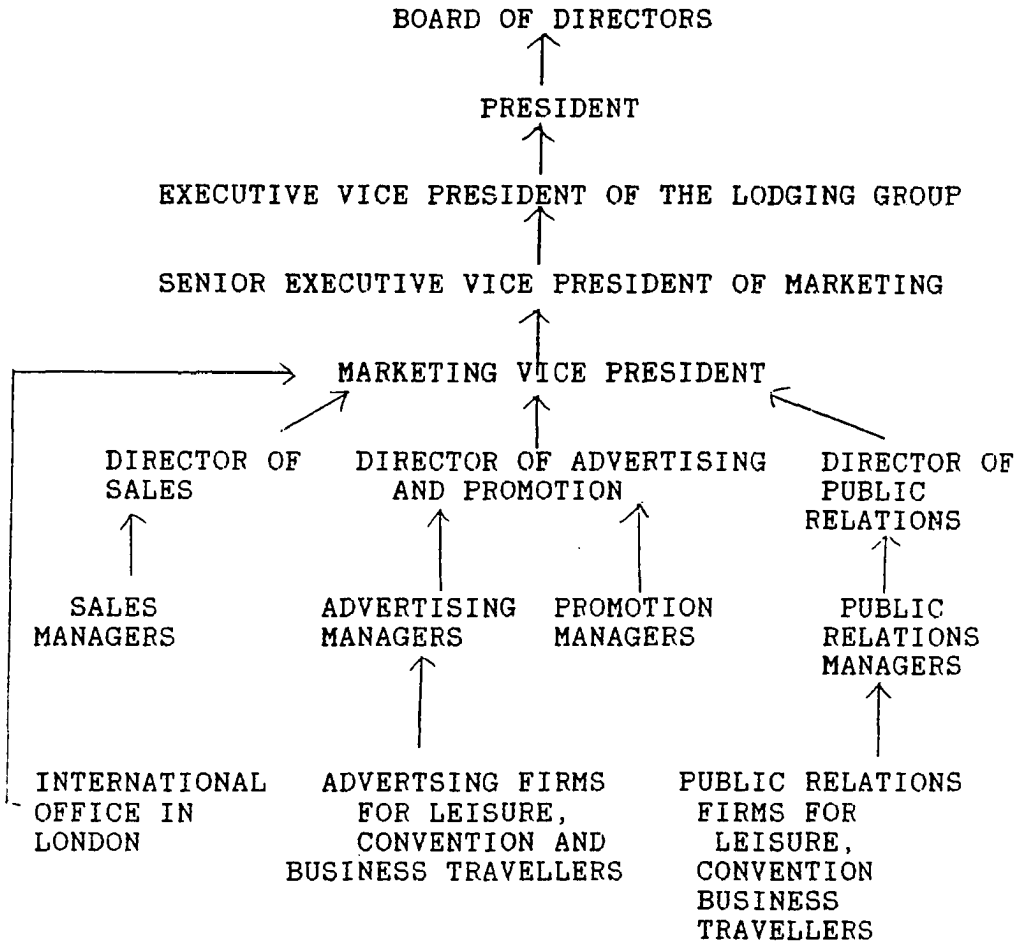 BOARD OF DIRECTORS
PRESIDENT
EXECUTIVE VICE PRESIDENT OF THE LODGING GROUP
SENIOR EXECUTIVE VICE PRESIDENT OF MARKETING
MARKETING VICE PRESIDENT
DIRECTOR OF
SALES
DIRECTOR OF ADVERTISING
AND PROMOTION
DIRECTOR OF
PUBLIC
RELATIONS
SALES
MANAGERS
ADVERTISING
MANAGERS
PROMOTION
MANAGERS
PUBLIC
RELATIONS
MANAGERS
INTERNATIONAL
OFFICE IN
LONDON
ADVERTSING FIRMS
FOR LEISURE,
CONVENTION AND
BUSINESS TRAVELLERS
PUBLIC RELATIONS
FIRMS FOR
LEISURE,
CONVENTION
BUSINESS
TRAVELLERS